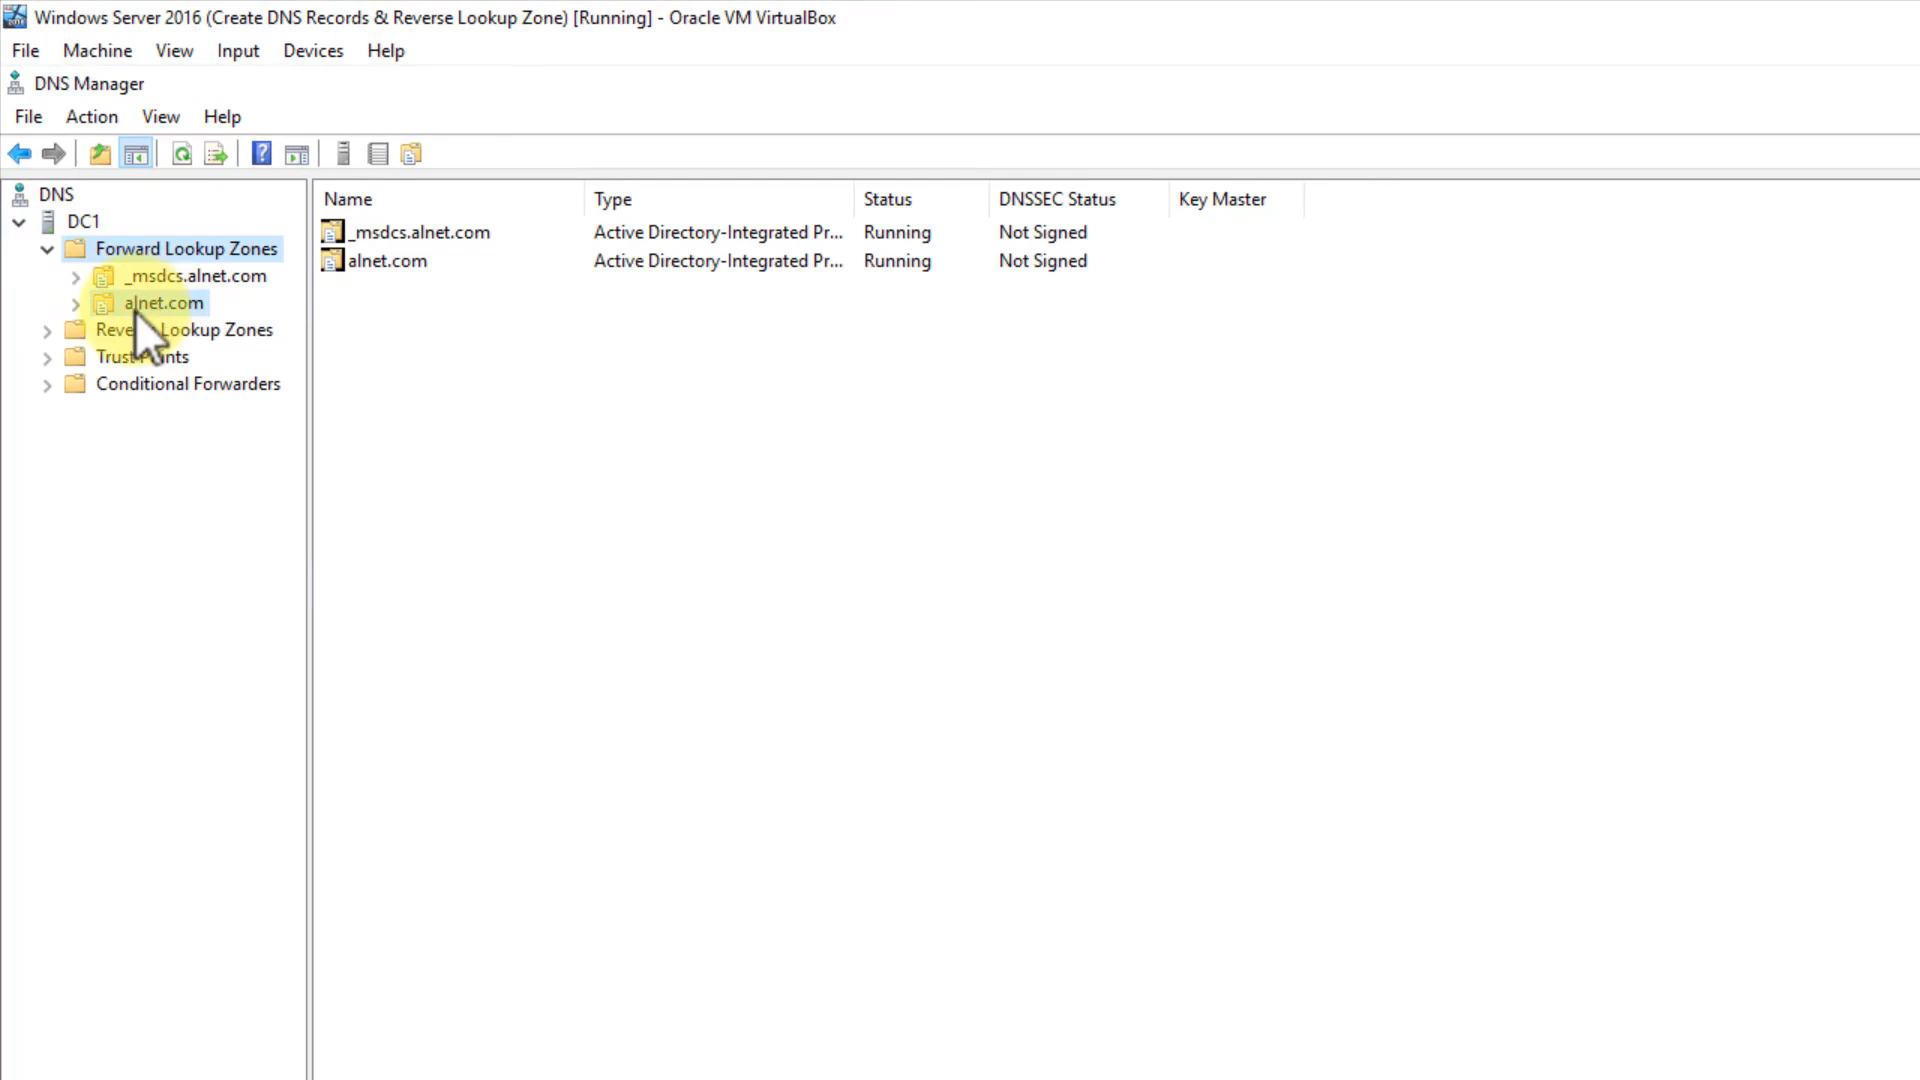 Windows Server 2016 (Create DNS Records & Reverse Lookup Zone) [Running] - Oracle VM VirtualBox
File Machine View Input Devices Help
DNS Manager
File Action View Help
DNS
DC1
Forward Lookup Zones
_msdcs.alnet.com
alnet.com
Reverse Lookup Zones
Trust Points
Conditional Forwarders
Name Type Status DNSSEC Status Key Master
_msdcs.alnet.com Active Directory-Integrated Pr... Running Not Signed
alnet.com Active Directory-Integrated Pr... Running Not Signed